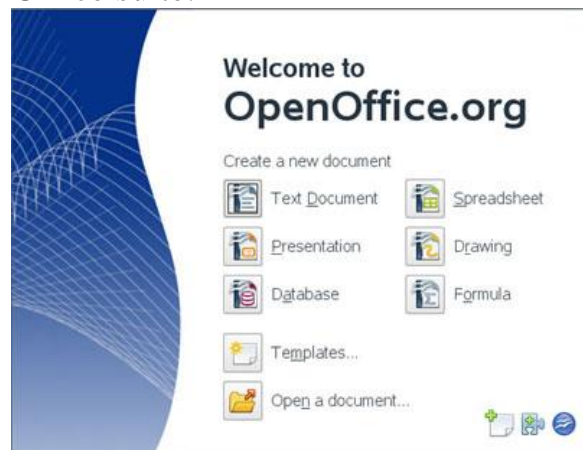 Welcome to
OpenOffice.org
Create a new document
Text Document
Spreadsheet
Presentation
Drawing
Database
Formula
Templates...
Open a document...